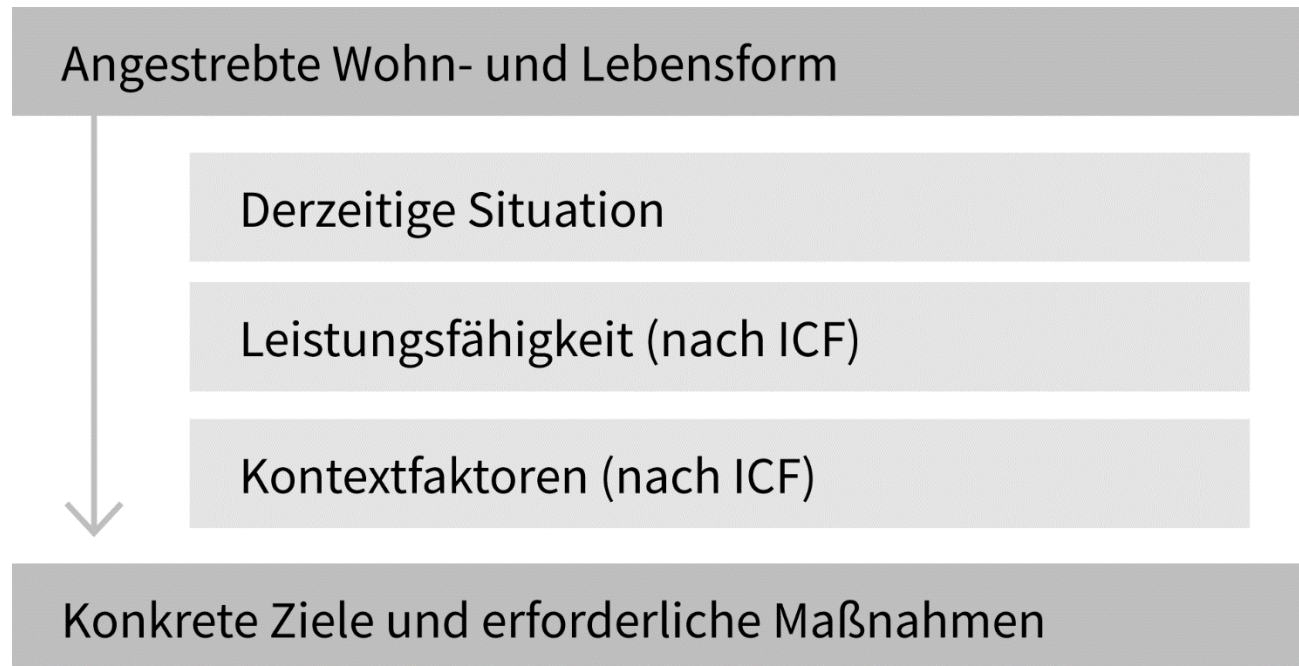 Angestrebte Wohn- und Lebensform
Derzeitige Situation
Leistungsfähigkeit (nach ICF)
Kontextfaktoren (nach ICF)
Konkrete Ziele und erforderliche Maßnahmen